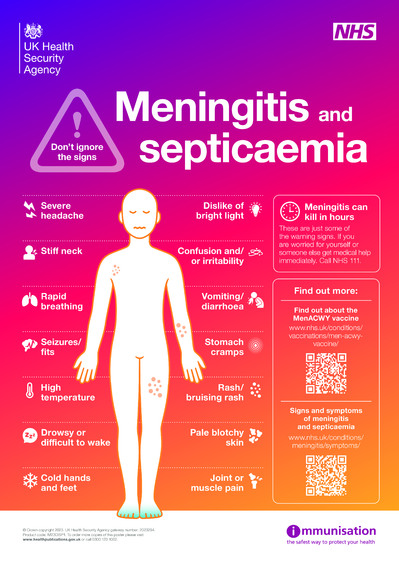 UK Health
Security
Agency
NHS
Meningitis and
septicaemia
Don't ignore
the signs
Severe
headache
Stiff neck
Rapid
breathing
Seizures/
fits
High
temperature
Drowsy or
difficult to wake
Cold hands
and feet
Dislike of
bright light
Confusion and/
or irritability
Vomiting/
diarrhoea
Stomach
cramps
Rash/
bruising rash
Pale blotchy
skin
Joint or
muscle pain
Meningitis can
kill in hours
These are just some of
the warning signs. If you
are worried for yourself or
someone else get medical help
immediately. Call NHS 111.
Find out more:
Find out about the
MenACWY vaccine
www.nhs.uk/conditions/
vaccinations/men-acwy-
vaccine/
Signs and symptoms
of meningitis
and septicaemia
www.nhs.uk/conditions/
meningitis/symptoms/
© Crown copyright 2023. UK Health Security Agency gateway number:
Product code: To order more copies of this poster please visit:
www.healthpublications.gov.uk or call 0300 123 1002.
immunisation
the safest way to protect your health